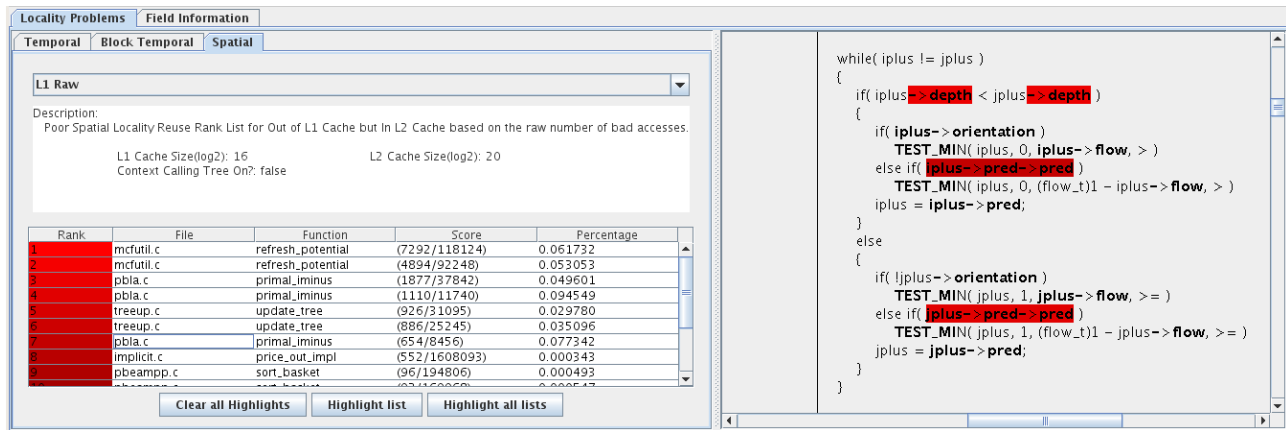 Locality Problems Field Information
Temporal Block Temporal Spatial
L1 Raw
Description:
Poor Spatial Locality Reuse Rank List for Out of L1 Cache but In L2 Cache based on the raw number of bad accesses.
L1 Cache Size(log2): 16 L2 Cache Size(log2): 20
Context Calling Tree On?: false
Rank File Function Score Percentage
1 mcfutil.c refresh_potential (7292/118124) 0.061732
2 mcfutil.c refresh_potential (4894/92248) 0.053053
3 pbla.c primal_iminus (1877/37842) 0.049601
4 pbla.c primal_iminus (1110/11740) 0.094549
5 treeup.c update_tree (926/31095) 0.029780
6 treeup.c update_tree (886/25245) 0.035096
7 pbla.c primal_iminus (654/8456) 0.077342
8 implicit.c price_out_impl (552/1608093) 0.000343
9 pbeampp.c sort_basket (96/194806) 0.000493
Clear all Highlights Highlight list Highlight all lists
while( iplus != jplus )
{
if( iplus->depth < jplus->depth )
{
if( iplus->orientation )
TEST_MIN( iplus, 0, iplus->flow, > )
else if( iplus->pred->pred )
TEST_MIN( iplus, 0, (flow_t)1 - iplus->flow, > )
iplus = iplus->pred;
}
else
{
if( !jplus->orientation )
TEST_MIN( jplus, 1, jplus->flow, >= )
else if( jplus->pred->pred )
TEST_MIN( jplus, 1, (flow_t)1 - jplus->flow, >= )
jplus = jplus->pred;
}
}